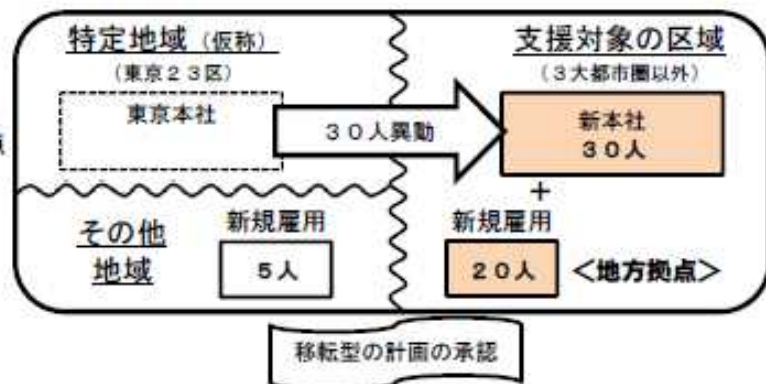 特定地域（仮称）
（東京２３区）
東京本社
３０人異動
支援対象の区域
（３大都市圏以外）
新本社
３０人
＋
その他
地域
新規雇用
５人
新規雇用
２０人
＜地方拠点＞
移転型の計画の承認